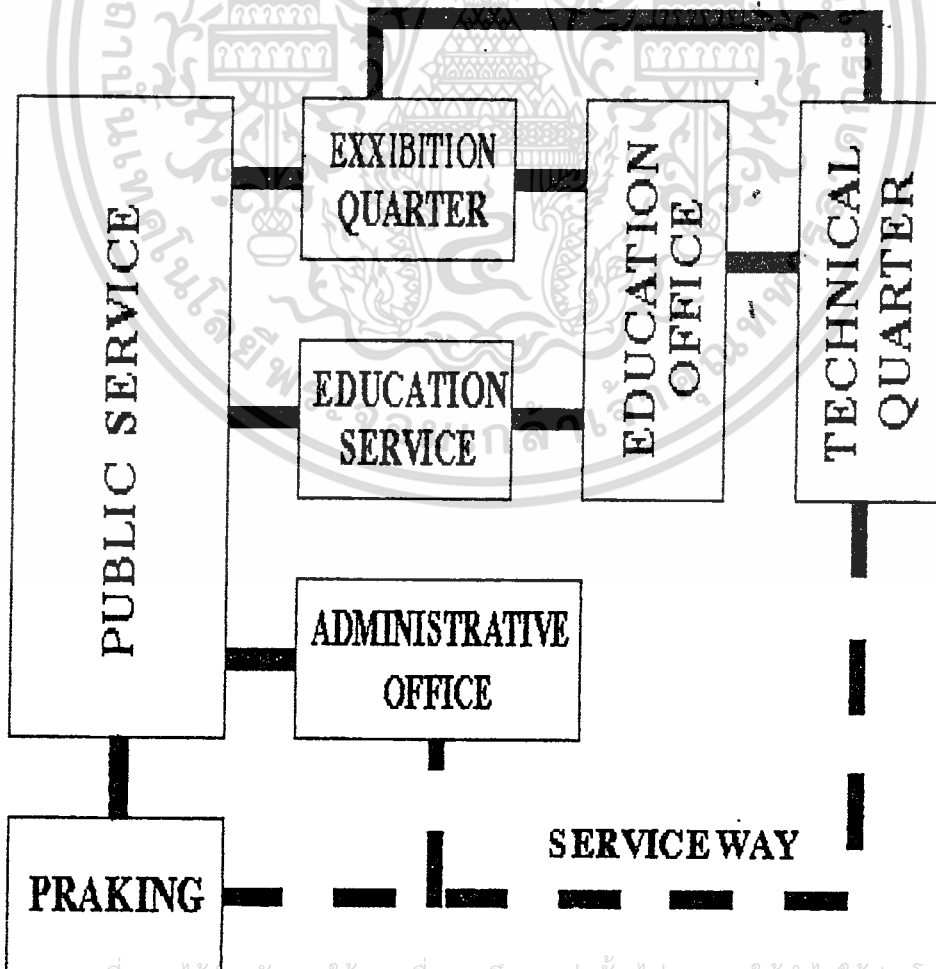 EXXIBITION
QUARTER
EDUCATION
SERVICE
ADMINISTRATIVE
OFFICE
PUBLIC SERVICE
EDUCATION
OFFICE
TECHNICAL
QUARTER
SERVICE WAY
PRAKING